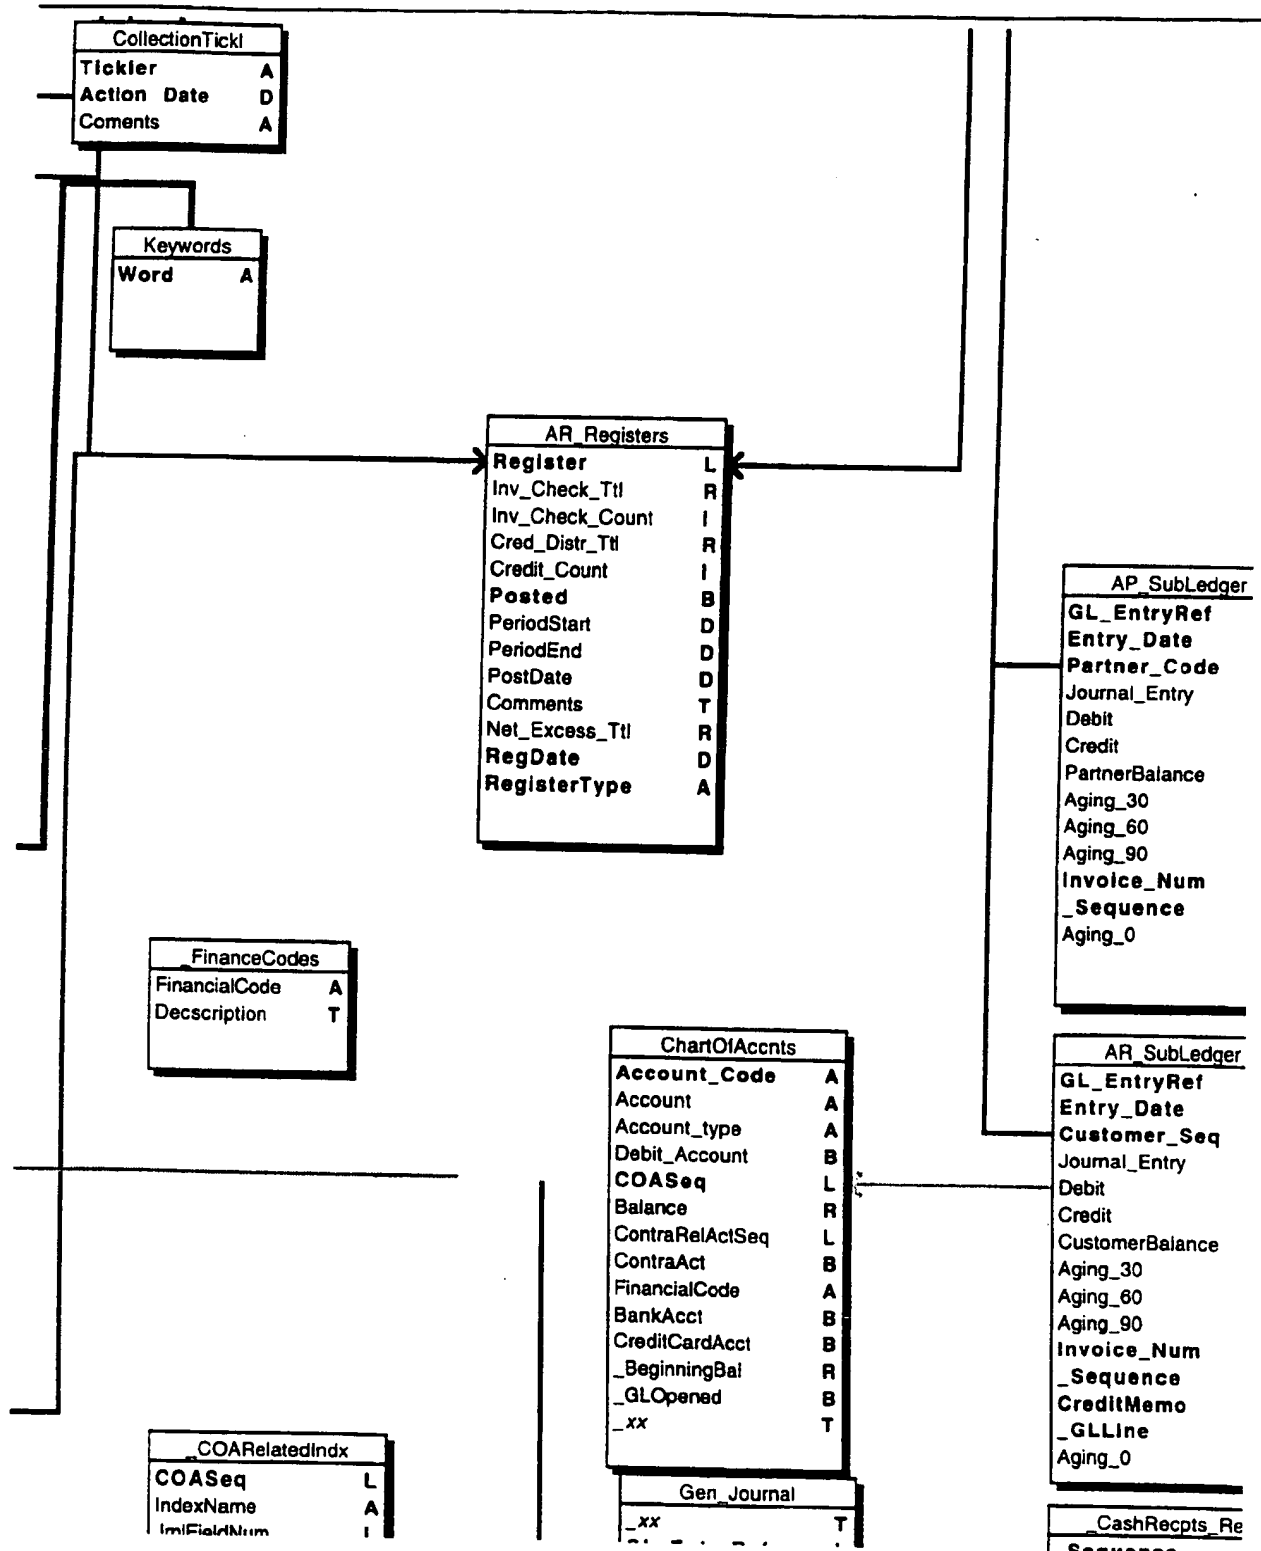 CollectionTickl
Tickler A
Action Date D
Coments A
Keywords
Word A
AR_Registers
Register L
Inv_Check_Ttl R
Inv_Check_Count I
Cred_Distr_Ttl R
Credit_Count I
Posted B
PeriodStart D
PeriodEnd D
PostDate D
Comments T
Net_Excess_Ttl R
RegDate D
RegisterType A
AP_SubLedger
GL_EntryRef
Entry_Date
Partner_Code
Journal_Entry
Debit
Credit
PartnerBalance
Aging_30
Aging_60
Aging_90
Invoice_Num
_Sequence
Aging_0
_FinanceCodes
FinancialCode A
Decscription T
ChartOfAccnts
Account_Code A
Account A
Account_type A
Debit_Account B
COASeq L
Balance R
ContraRelActSeq L
ContraAct B
FinancialCode A
BankAcct B
CreditCardAcct B
_BeginningBal R
_GLOpened B
_xx T
AR_SubLedger
GL_EntryRef
Entry_Date
Customer_Seq
Journal_Entry
Debit
Credit
CustomerBalance
Aging_30
Aging_60
Aging_90
Invoice_Num
_Sequence
CreditMemo
_GLLine
Aging_0
_COARelatedIndx
COASeq L
IndexName A
Gen_Journal
_xx T
_CashRecpts_Re